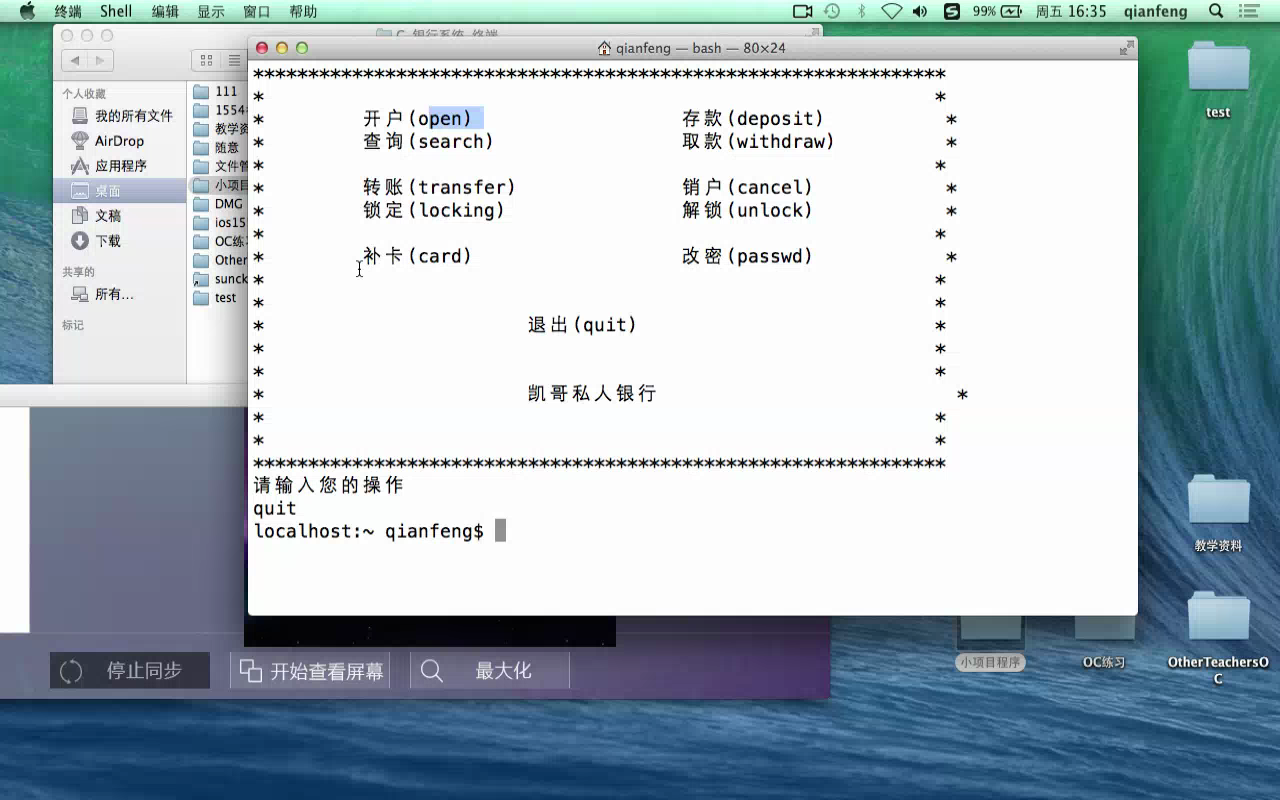 终端 Shell 编辑 显示 窗口 帮助 99% 周五 16:35 qianfeng
qianfeng — bash — 80×24
个人收藏
我的所有文件
AirDrop
应用程序
桌面
文稿
下载
共享的
所有...
标记
111
1554
教学资
随意
文件管
小项目
DMG
ios15
OC练
Other
sunck
test
***************************************************************
* *
* 开户(open) 存款(deposit) *
* 查询(search) 取款(withdraw) *
* *
* 转账(transfer) 销户(cancel) *
* 锁定(locking) 解锁(unlock) *
* *
* 补卡(card) 改密(passwd) *
* *
* *
* 退出(quit) *
* *
* *
* 凯哥私人银行 *
* *
* *
***************************************************************
请输入您的操作
quit
localhost:~ qianfeng$
停止同步 开始查看屏幕 最大化
test
教学资料
小项目程序
OC练习
OtherTeachersO
C